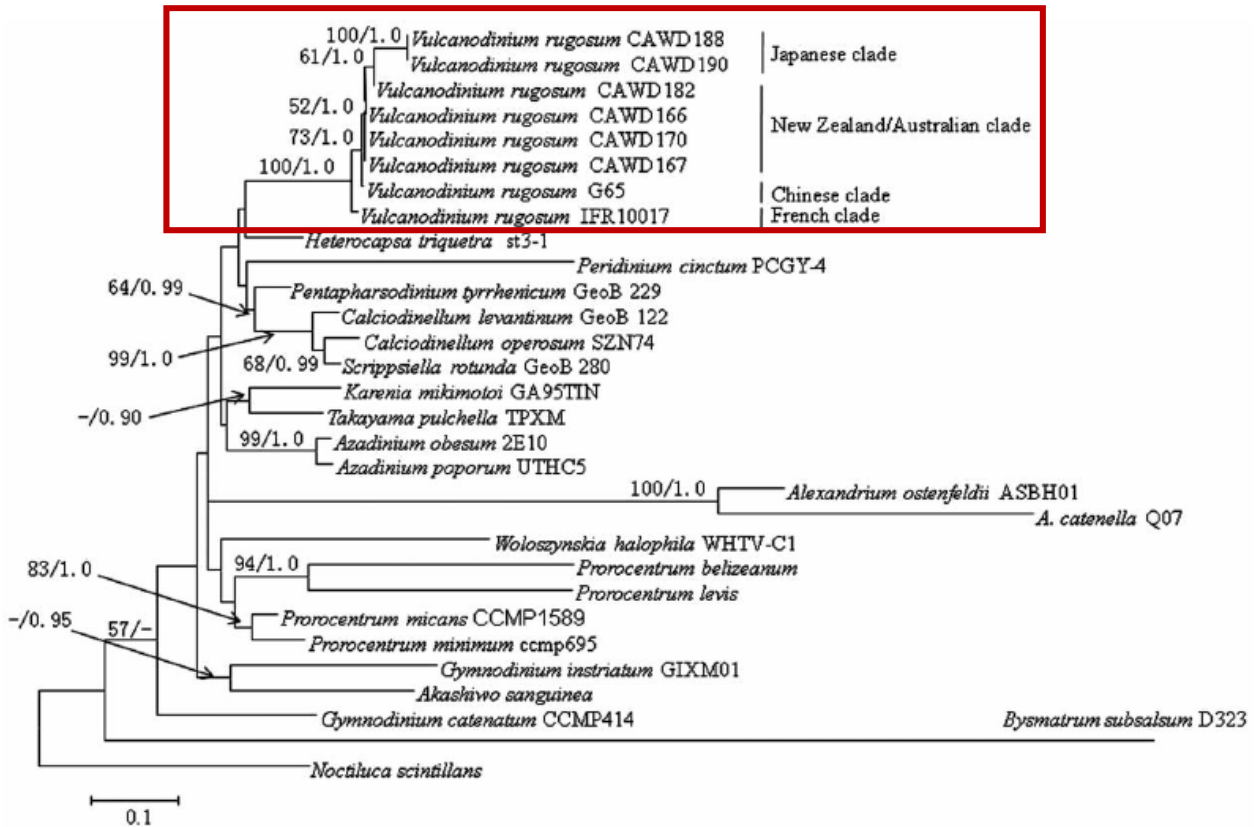 100/1.0
Vulcanodinium rugosum CAWD188
61/1.0
Vulcanodinium rugosum CAWD190
Japanese clade
Vulcanodinium rugosum CAWD182
52/1.0
Vulcanodinium rugosum CAWD166
New Zealand/Australian clade
73/1.0
Vulcanodinium rugosum CAWD170
Vulcanodinium rugosum CAWD167
100/1.0
Vulcanodinium rugosum G65
Chinese clade
Vulcanodinium rugosum IFR10017
French clade
Heterocapsa triquetra st3-1
Peridinium cinctum PCGY-4
64/0.99
Pentapharsodinium tyrrhenicum GeoB 229
Calciodinellum levantinum GeoB 122
Calciodinellum operosum SZN74
99/1.0
68/0.99
Scrippsiella rotunda GeoB 280
Karenia mikimotoi GA95TIN
-/0.90
Takayama pulchella TPXM
99/1.0
Azadinium obesum 2E10
Azadinium poporum UTHC5
100/1.0
Alexandrium ostenfeldii ASBH01
A. catenella Q07
Woloszynskia halophila WHTV-C1
83/1.0
94/1.0
Prorocentrum belizeanum
Prorocentrum levis
-/0.95
57/-
Prorocentrum micans CCMP1589
Prorocentrum minimum ccmp695
Gymnodinium instriatum GIXM01
Akashiwo sanguinea
Gymnodinium catenatum CCMP414
Bysmatrum subsalsum D323
Noctiluca scintillans
0.1